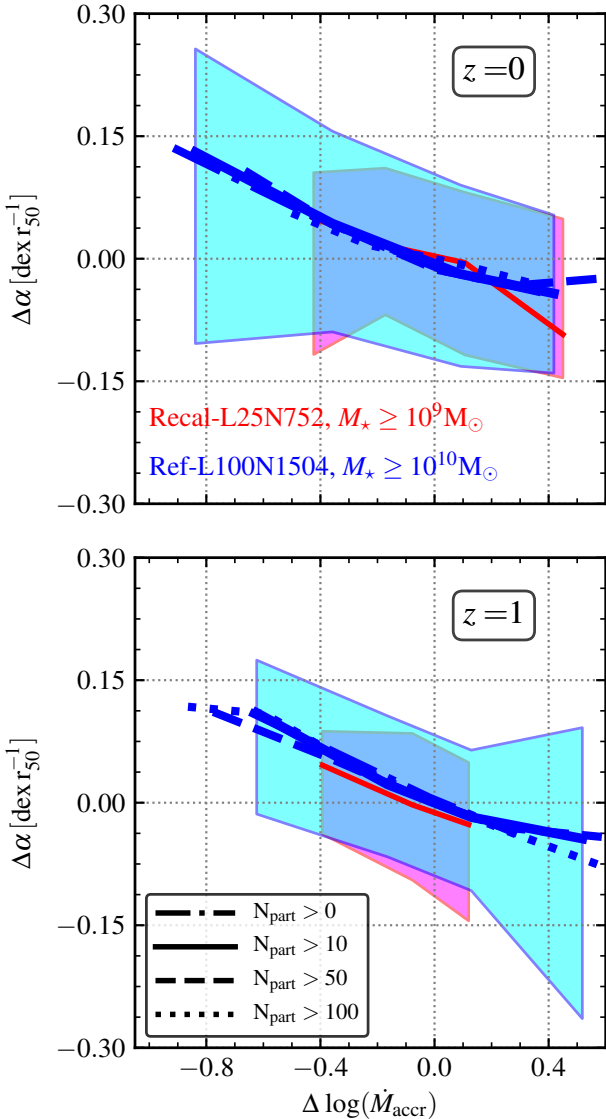 0.30
z = 0
0.15
0.00
−0.15
−0.30
Δα [dex r₅₀⁻¹]
Recal-L25N752, M⋆ ≥ 10⁹M⊙
Ref-L100N1504, M⋆ ≥ 10¹⁰M⊙
0.30
z = 1
0.15
0.00
−0.15
−0.30
Δα [dex r₅₀⁻¹]
N_part > 0
N_part > 10
N_part > 50
N_part > 100
−0.8 −0.4 0.0 0.4
Δ log(Ṁ_accr)